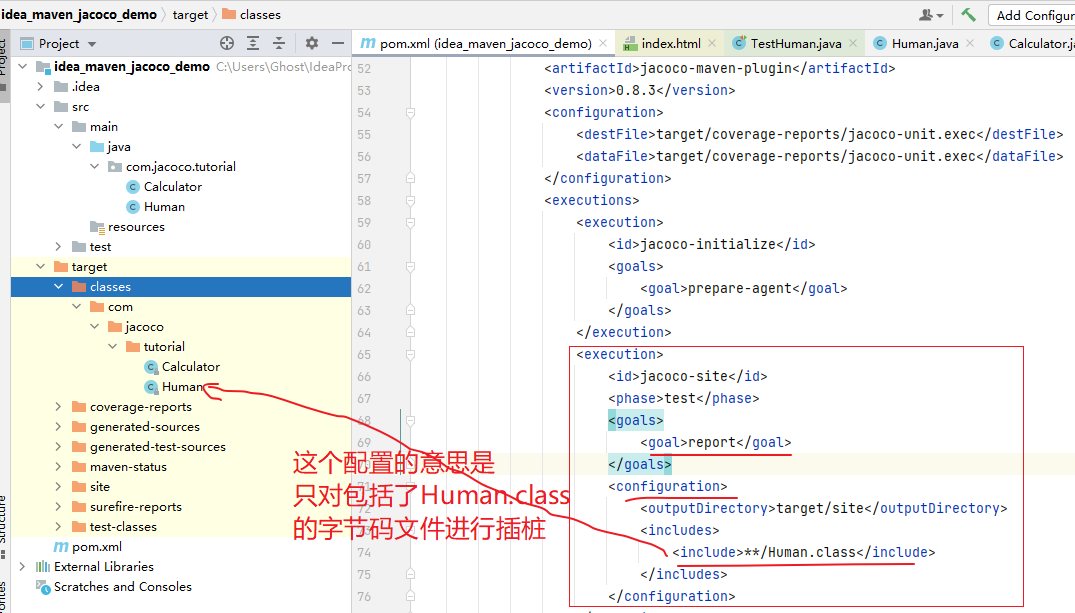 idea_maven_jacoco_demo target classes
Add Configur
Project
pom.xml (idea_maven_jacoco_demo)
index.html
TestHuman.java
Human.java
Calculator.ja
Project
idea_maven_jacoco_demo C:\Users\Ghost\IdeaPro
.idea
src
main
java
com.jacoco.tutorial
Calculator
Human
resources
test
target
classes
com
jacoco
tutorial
Calculator
Human
coverage-reports
generated-sources
generated-test-sources
maven-status
site
surefire-reports
test-classes
pom.xml
External Libraries
Scratches and Consoles
Structure
52 <artifactId>jacoco-maven-plugin</artifactId>
53 <version>0.8.3</version>
54 <configuration>
55 <destFile>target/coverage-reports/jacoco-unit.exec</destFile>
56 <dataFile>target/coverage-reports/jacoco-unit.exec</dataFile>
57 </configuration>
58 <executions>
59 <execution>
60 <id>jacoco-initialize</id>
61 <goals>
62 <goal>prepare-agent</goal>
63 </goals>
64 </execution>
65 <execution>
66 <id>jacoco-site</id>
67 <phase>test</phase>
68 <goals>
69 <goal>report</goal>
</goals>
71 <configuration>
<outputDirectory>target/site</outputDirectory>
73 <includes>
74 <include>**/Human.class</include>
75 </includes>
76 </configuration>
这个配置的意思是
只对包括了Human.class
的字节码文件进行插桩